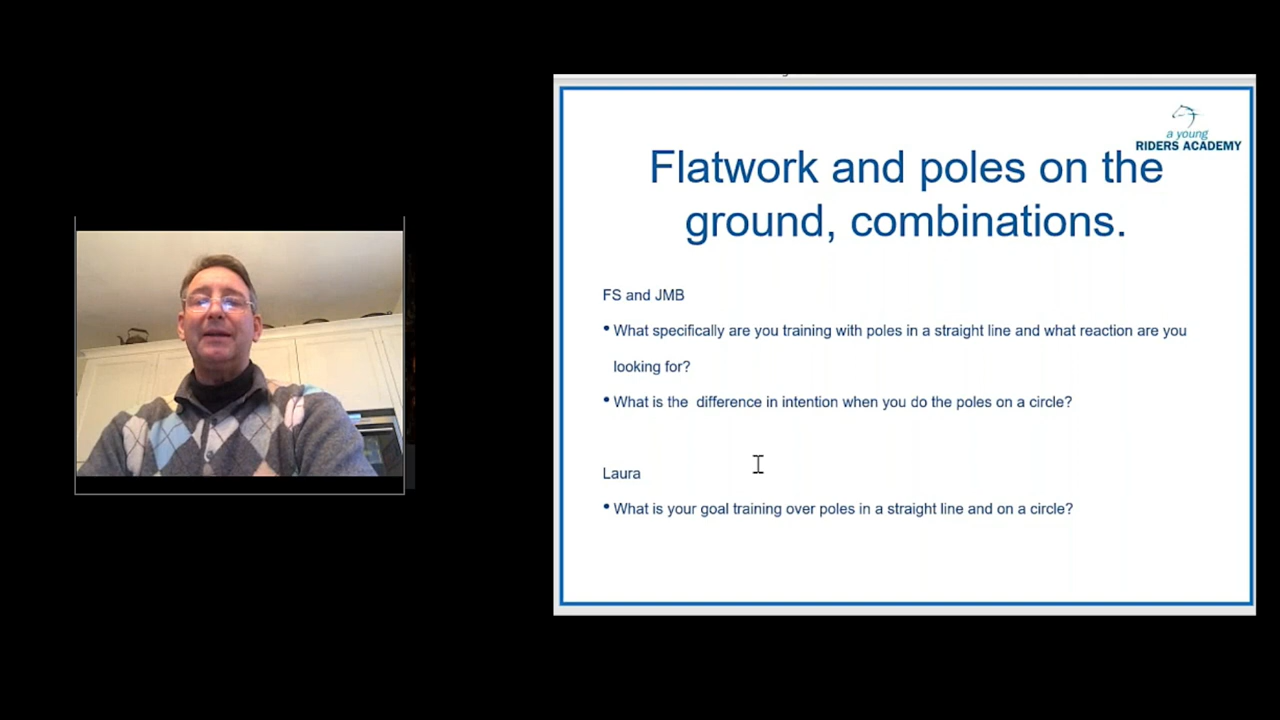 a young
RIDERS ACADEMY
Flatwork and poles on the
ground, combinations.
FS and JMB
• What specifically are you training with poles in a straight line and what reaction are you
looking for?
• What is the  difference in intention when you do the poles on a circle?
Laura
• What is your goal training over poles in a straight line and on a circle?